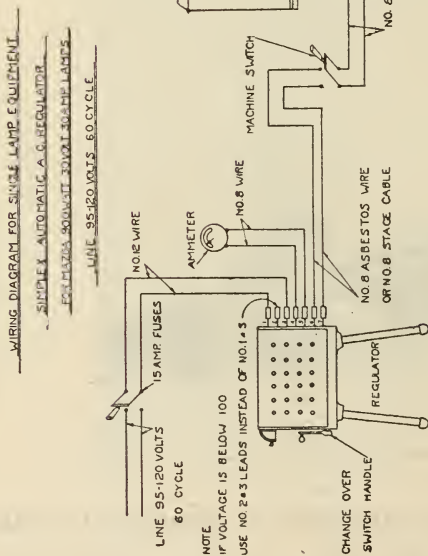 WIRING DIAGRAM FOR SINGLE LAMP EQUIPMENT
SIMPLEX AUTOMATIC A.C. REGULATOR
FOR MAZDA 900 WATT 30 VOLT 30 AMP LAMPS
LINE 95-120 VOLTS 60 CYCLE
NO. 12 WIRE
15 AMP. FUSES
LINE 95-120 VOLTS
60 CYCLE
AMMETER
NO. 8 WIRE
MACHINE SWITCH
NOTE
IF VOLTAGE IS BELOW 100
USE NO. 2 & 3 LEADS INSTEAD OF NO. 1 & 3
NO. 8 ASBESTOS WIRE
OR NO. 8 STAGE CABLE
REGULATOR
CHANGE OVER
SWITCH HANDLE